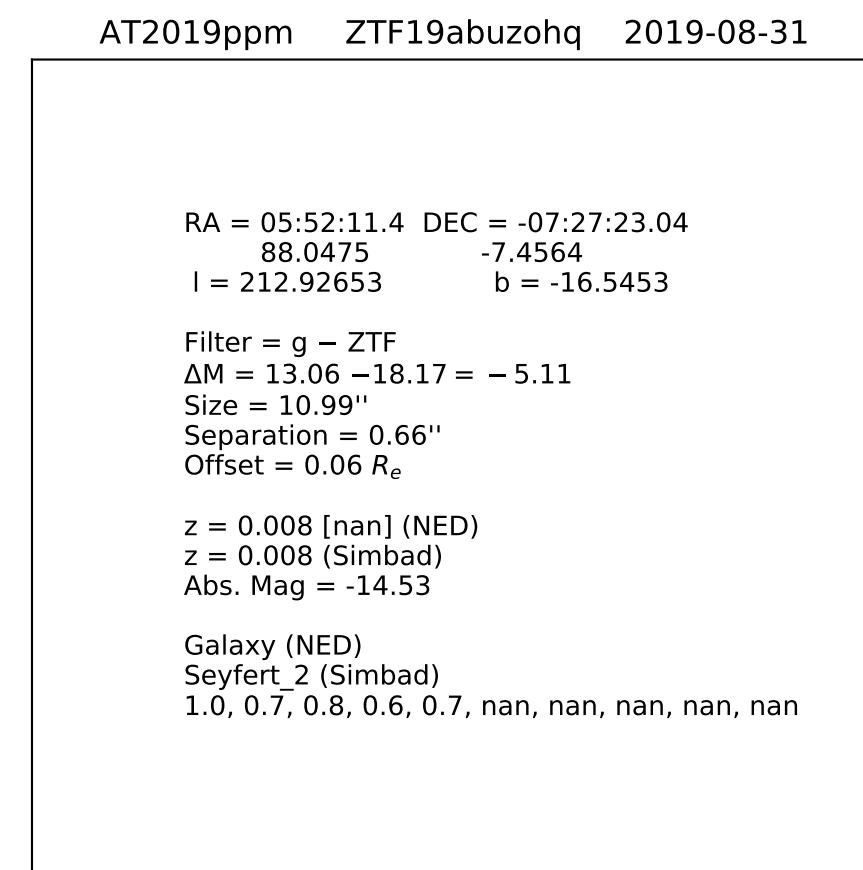 AT2019ppm ZTF19abuzohq 2019-08-31
RA = 05:52:11.4 DEC = -07:27:23.04
88.0475 -7.4564
l = 212.92653 b = -16.5453
Filter = g − ZTF
ΔM = 13.06 −18.17 = − 5.11
Size = 10.99''
Separation = 0.66''
Offset = 0.06 Re
z = 0.008 [nan] (NED)
z = 0.008 (Simbad)
Abs. Mag = -14.53
Galaxy (NED)
Seyfert_2 (Simbad)
1.0, 0.7, 0.8, 0.6, 0.7, nan, nan, nan, nan, nan